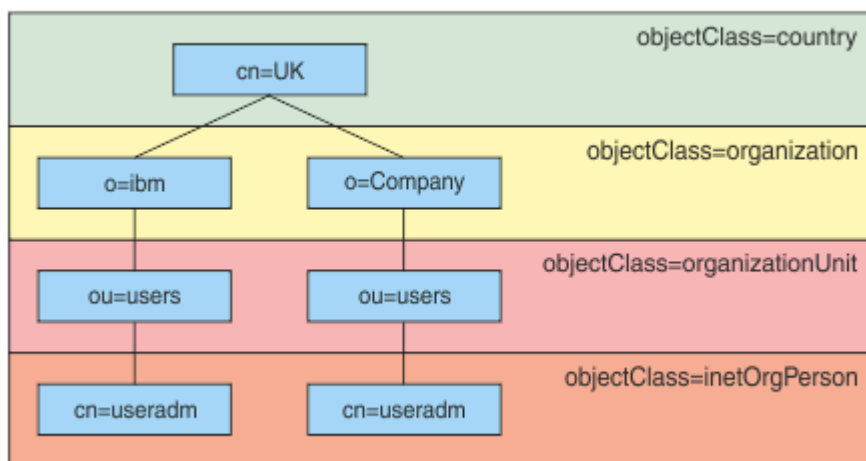 objectClass=country
cn=UK
objectClass=organization
o=ibm
o=Company
objectClass=organizationUnit
ou=users
ou=users
objectClass=inetOrgPerson
cn=useradm
cn=useradm